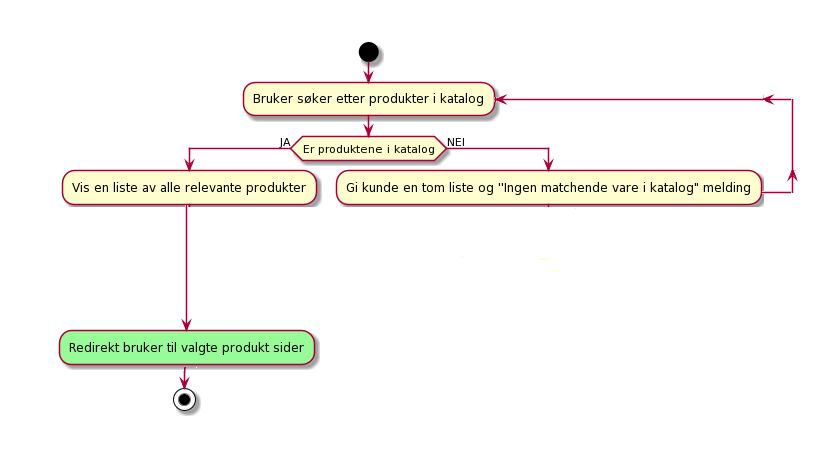 Bruker søker etter produkter i katalog
JA
Er produktene i katalog
NEI
Vis en liste av alle relevante produkter
Gi kunde en tom liste og "Ingen matchende vare i katalog" melding
Redirekt bruker til valgte produkt sider